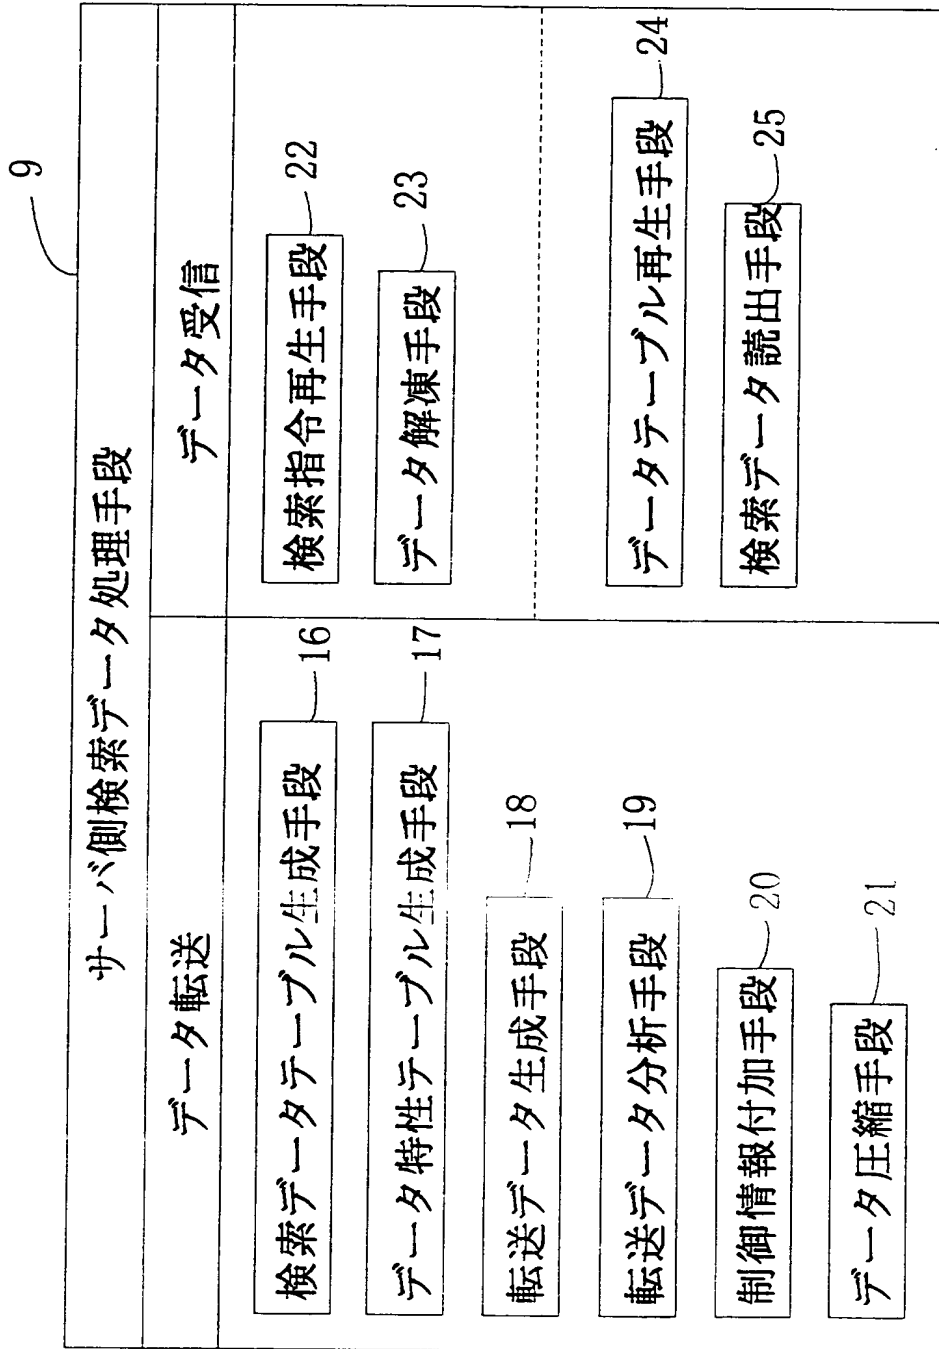 9
サーバ側検索データ処理手段
データ転送
検索データテーブル生成手段
16
データ特性テーブル生成手段
17
転送データ生成手段
18
転送データ分析手段
19
制御情報付加手段
20
データ圧縮手段
21
データ受信
検索指令再生手段
22
データ解凍手段
23
データテーブル再生手段
24
検索データ読出手段
25